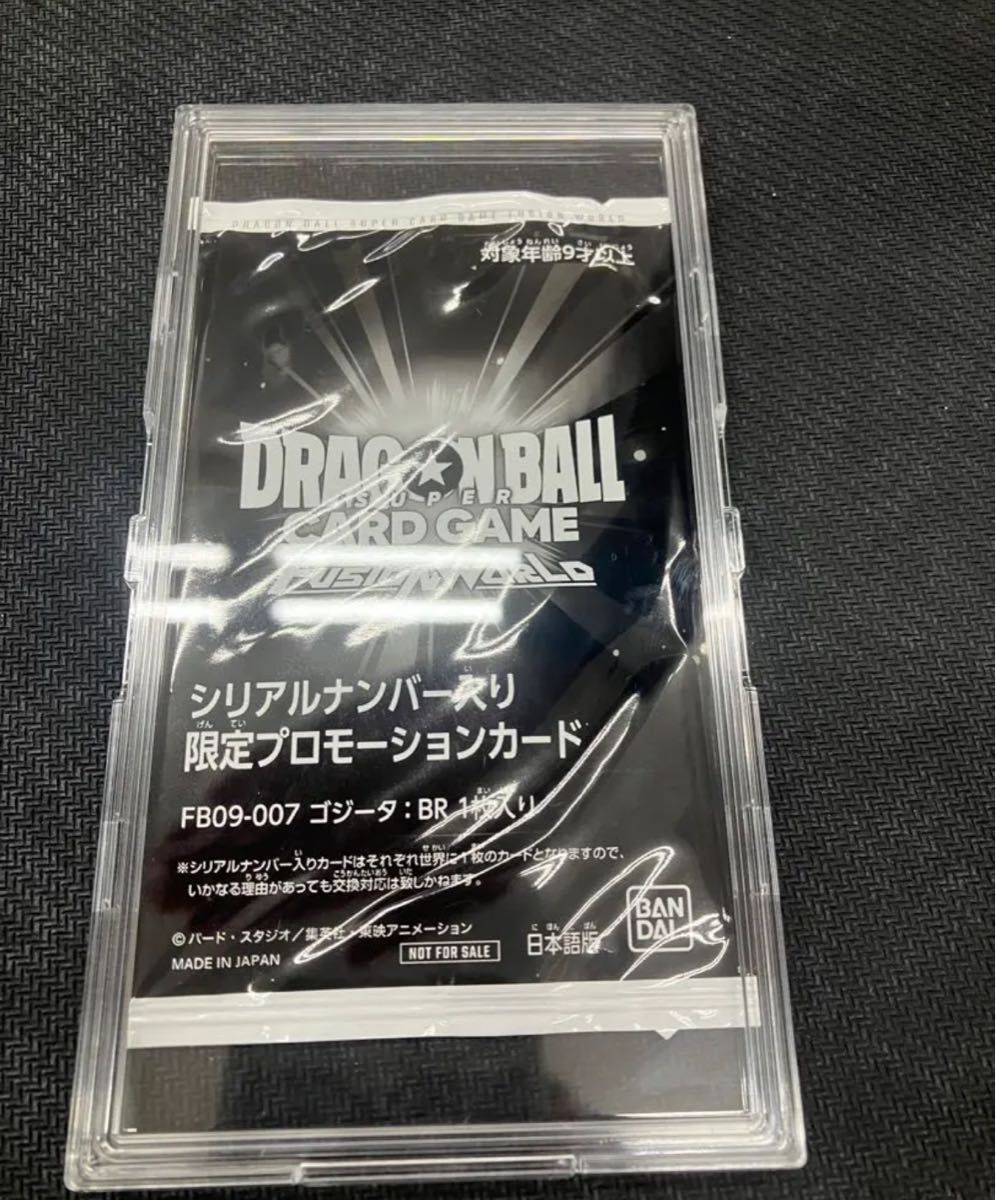 DRAGON BALL SUPER CARD GAME FUSION WORLD
対象年齢9才以上
DRAGON BALL
SUPER
CARD GAME
FUSION WORLD
シリアルナンバー入り
限定プロモーションカード
FB09-007 ゴジータ：BR 1枚入り
※シリアルナンバー入りカードはそれぞれ世界に1枚のカードとなりますので、
いかなる理由があっても交換対応は致しかねます。
©バード・スタジオ／集英社・東映アニメーション
MADE IN JAPAN
NOT FOR SALE
日本語版
BAN
DAI